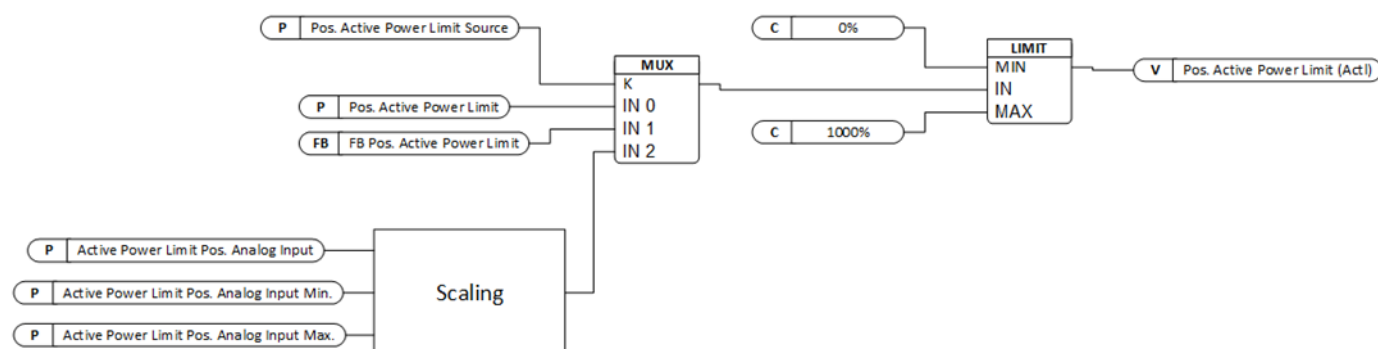 P Pos. Active Power Limit Source
C 0%
LIMIT
MUX
MIN
V Pos. Active Power Limit (Actl)
K
IN
P Pos. Active Power Limit
IN 0
MAX
IN 1
C 1000%
FB FB Pos. Active Power Limit
IN 2
P Active Power Limit Pos. Analog Input
P Active Power Limit Pos. Analog Input Min.
Scaling
P Active Power Limit Pos. Analog Input Max.